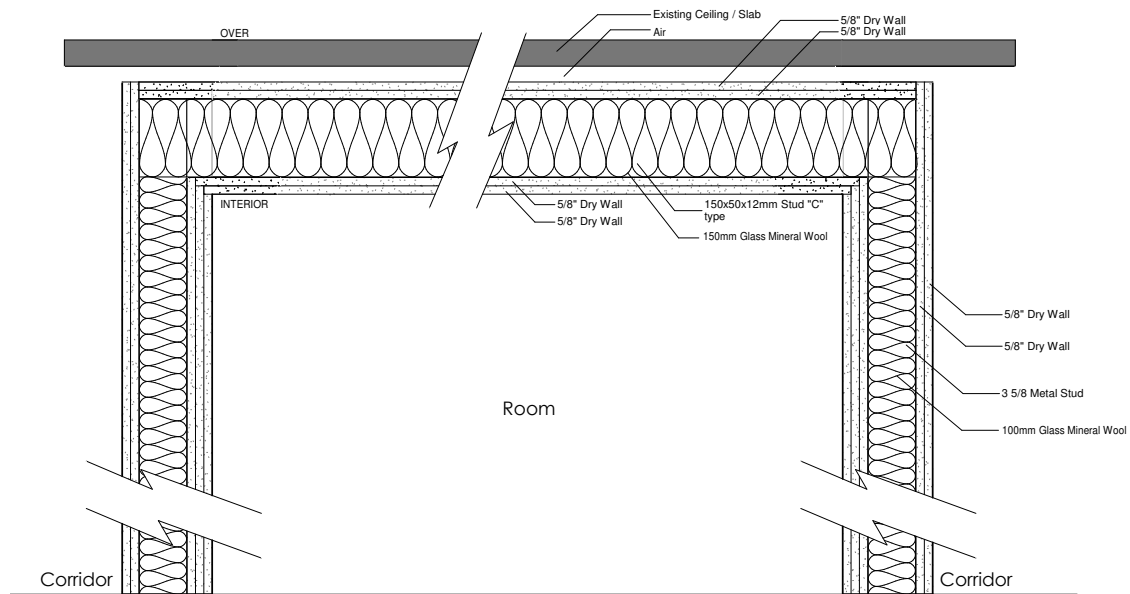 Existing Ceiling / Slab
5/8" Dry Wall
OVER
Air
5/8" Dry Wall
INTERIOR
5/8" Dry Wall
150x50x12mm Stud "C"
type
5/8" Dry Wall
150mm Glass Mineral Wool
5/8" Dry Wall
5/8" Dry Wall
3 5/8 Metal Stud
Room
100mm Glass Mineral Wool
Corridor
Corridor